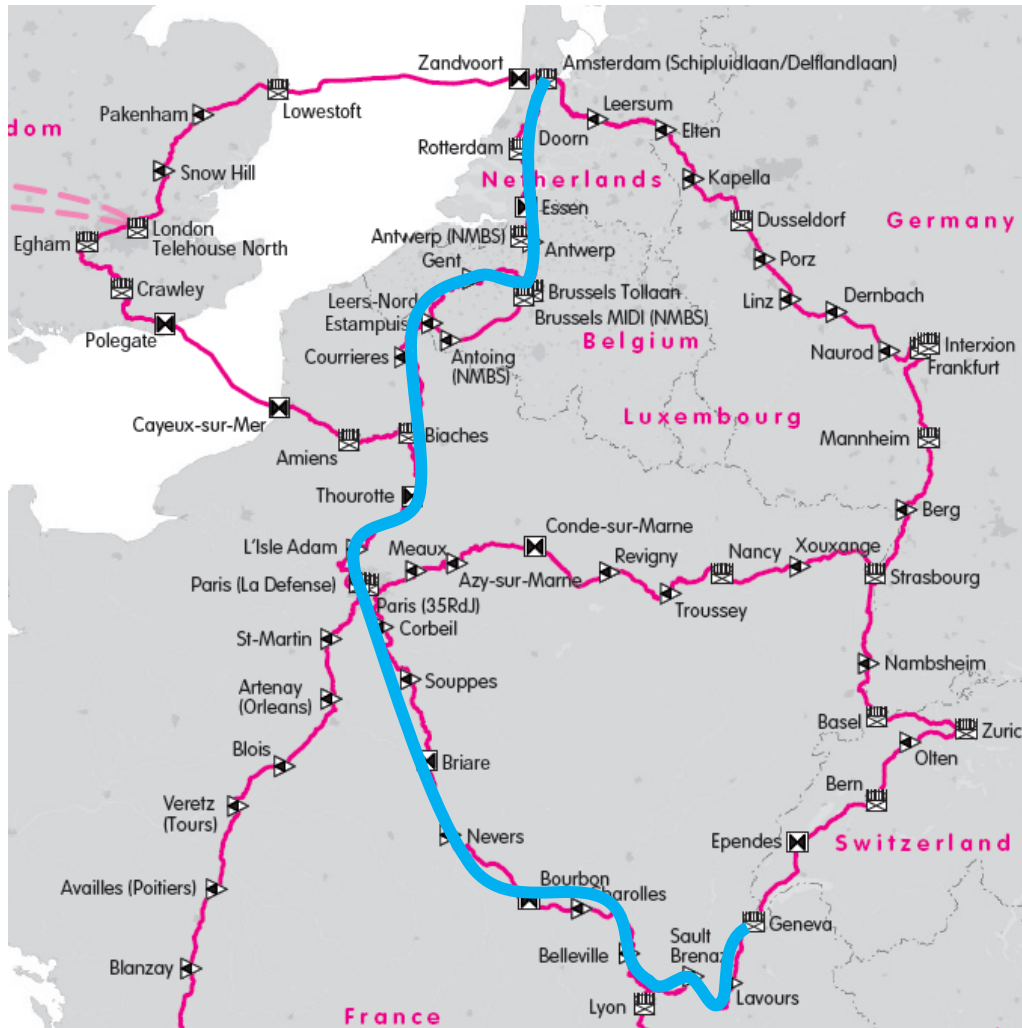 Zandvoort
Amsterdam (Schipluidlaan/Delflandlaan)
Lowestoft
Pakenham
Leersum
Elten
dom
Doorn
Rotterdam
Snow Hill
Netherlands
Kapella
Essen
Dusseldorf
Germany
London
Telehouse North
Egham
Antwerp (NMBS)
Antwerp
Gent
Porz
Crawley
Brussels Tollaan
Brussels MIDI (NMBS)
Linz
Dernbach
Leers-Nord
Estampuis
Polegate
Belgium
Courrieres
Antoing
(NMBS)
Naurod
Interxion
Frankfurt
Cayeux-sur-Mer
Luxembourg
Amiens
Biaches
Mannheim
Thourotte
Berg
Conde-sur-Marne
L'Isle Adam
Meaux
Revigny
Nancy
Xouxange
Azy-sur-Marne
Paris (La Defense)
Strasbourg
Paris (35RdJ)
Troussey
Corbeil
St-Martin
Nambsheim
Souppes
Artenay
(Orleans)
Basel
Zuric
Blois
Briare
Olten
Bern
Veretz
(Tours)
Nevers
Ependes
Switzerland
Availles (Poitiers)
Bourbon
harolles
Geneva
Sault
Brenaz
Belleville
Blanzay
Lavours
Lyon
France